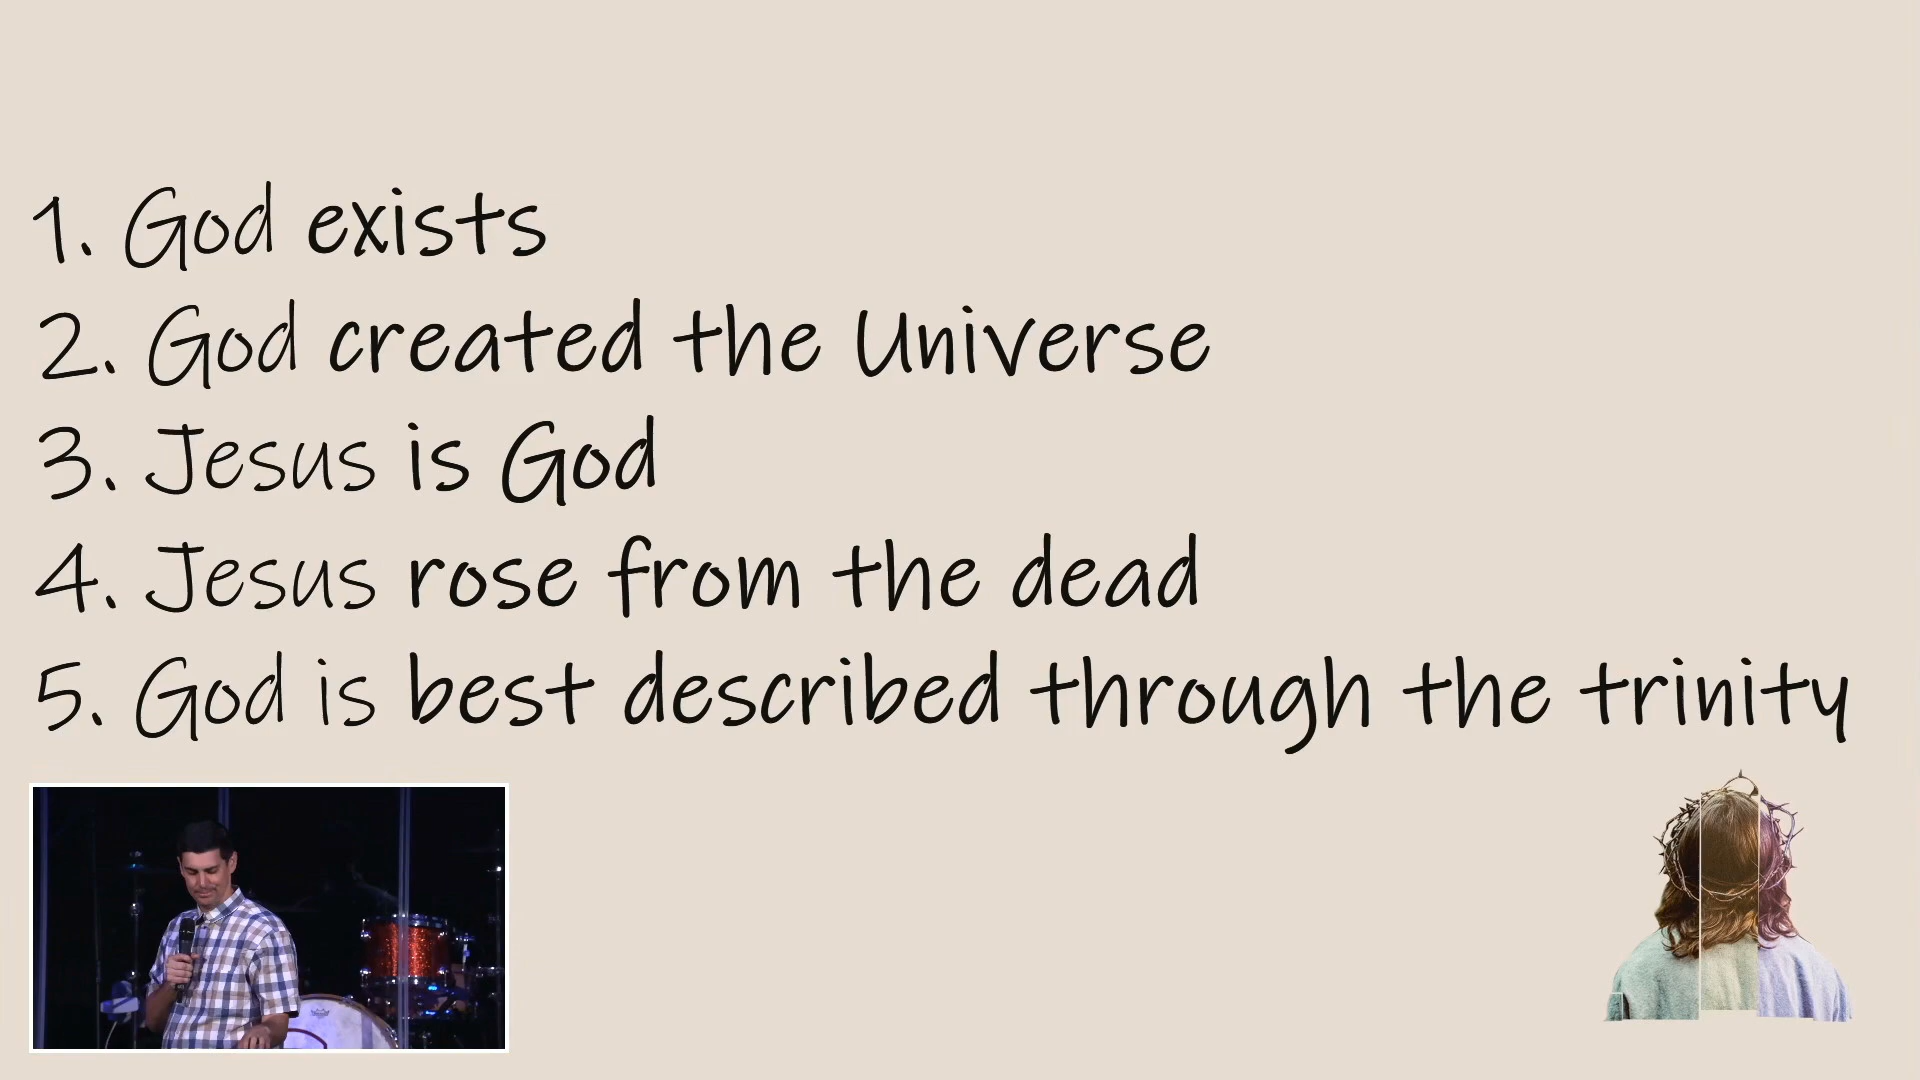 1. God exists
2. God created the Universe
3. Jesus is God
4. Jesus rose from the dead
5. God is best described through the trinity